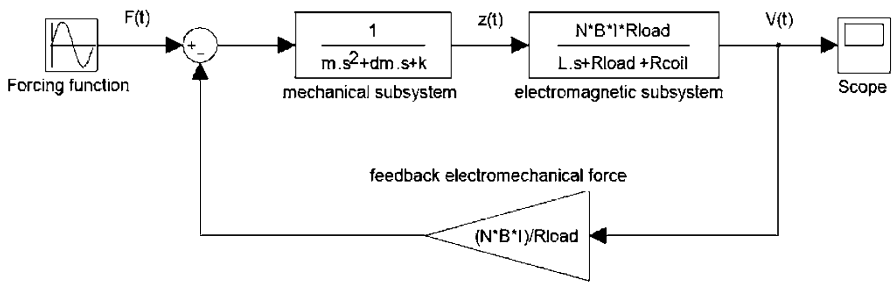 F(t)
z(t)
V(t)
+
−
1
m.s²+dm.s+k
N*B*l*Rload
L.s+Rload +Rcoil
Forcing function
mechanical subsystem
electromagnetic subsystem
Scope
feedback electromechanical force
(N*B*l)/Rload